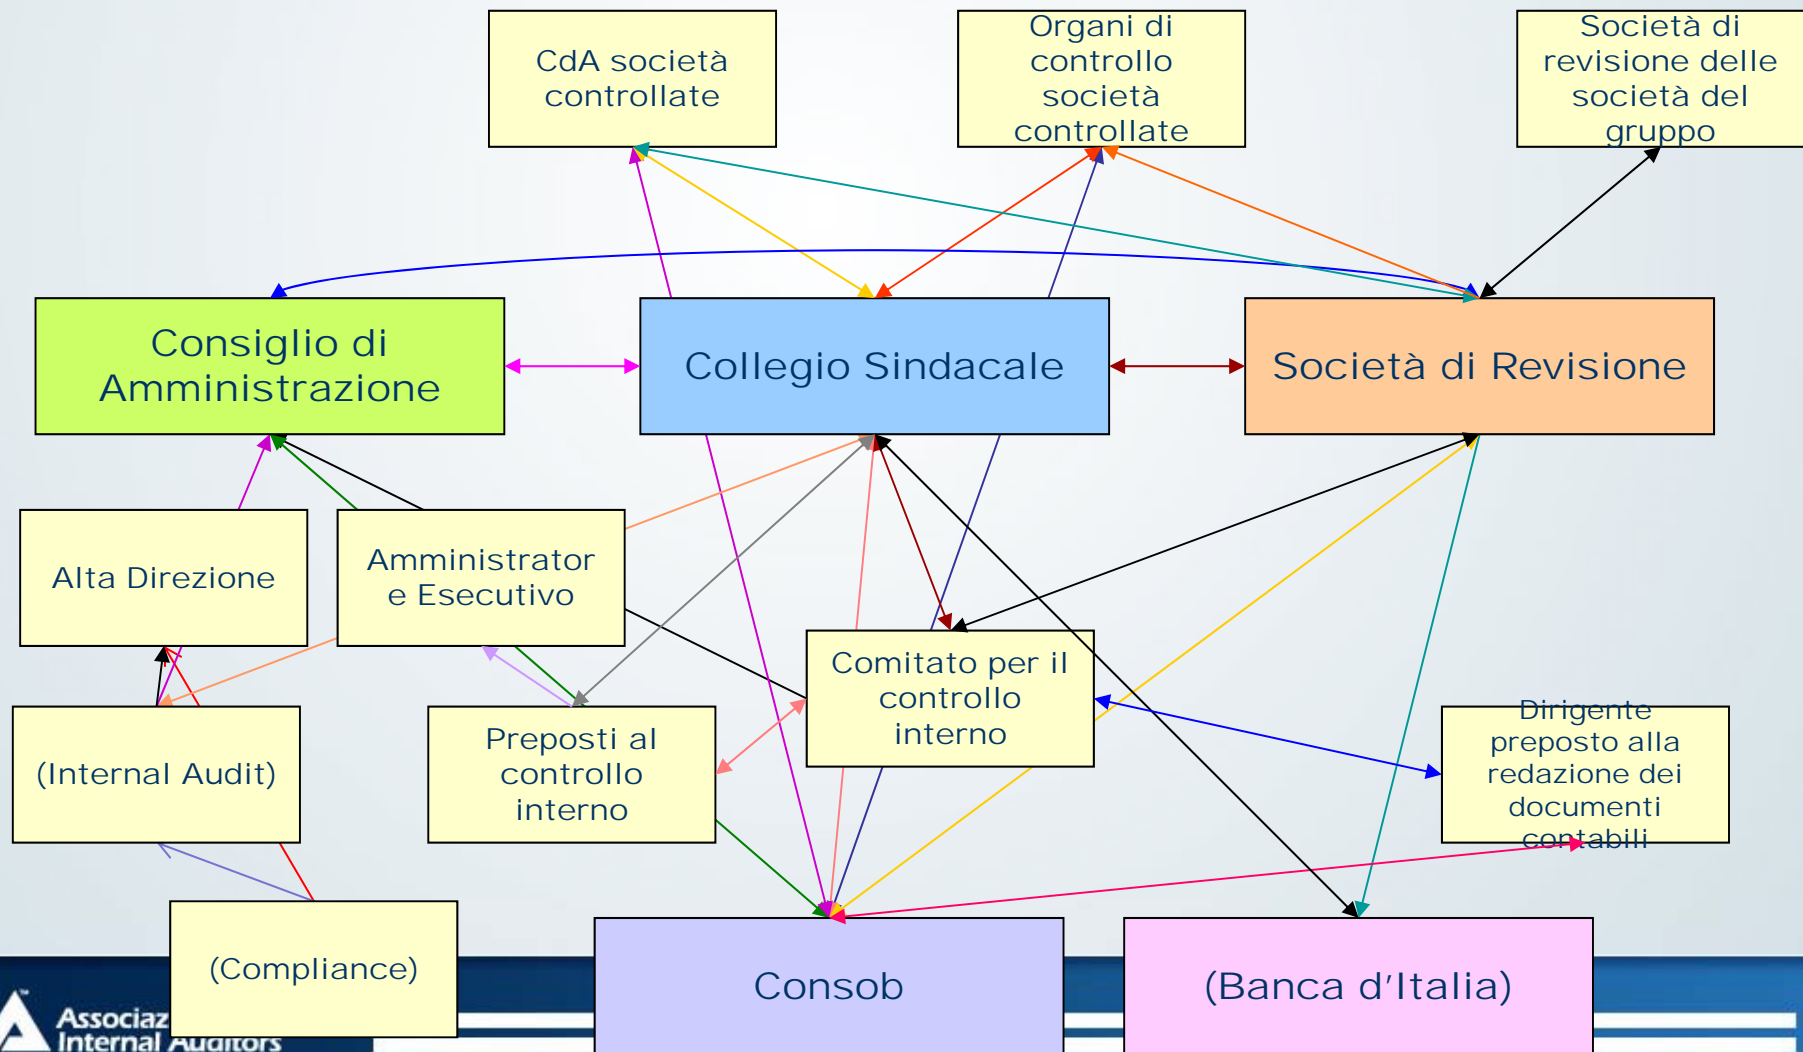 CdA società
controllate
Organi di
controllo
società
controllate
Società di
revisione delle
società del
gruppo
Consiglio di
Amministrazione
Collegio Sindacale
Società di Revisione
Alta Direzione
Amministrator
e Esecutivo
Comitato per il
controllo
interno
(Internal Audit)
Preposti al
controllo
interno
Dirigente
preposto alla
redazione dei
documenti
contabili
(Compliance)
Consob
(Banca d'Italia)
Associaz
Internal Auditors